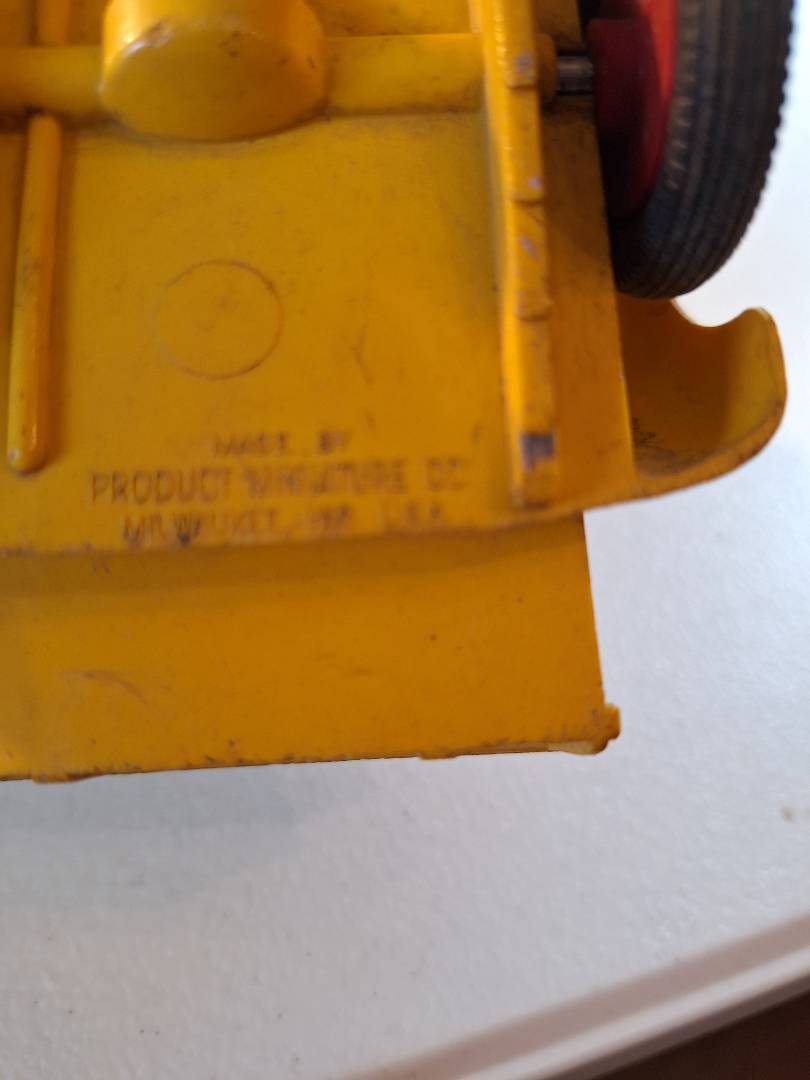 MADE BY
PRODUCT MINIATURE CO
MILWAUKEE, WIS. U.S.A.